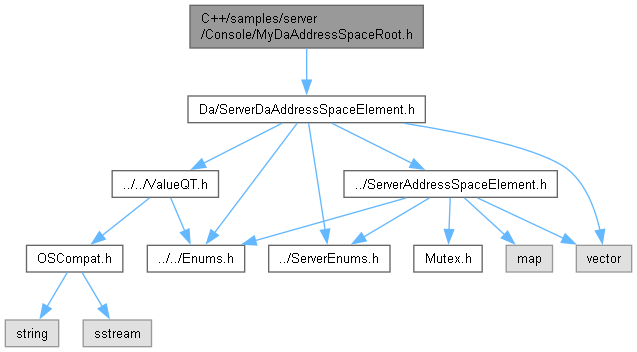 C++/samples/server
/Console/MyDaAddressSpaceRoot.h
Da/ServerDaAddressSpaceElement.h
../../ValueQT.h
../ServerAddressSpaceElement.h
OSCompat.h
../../Enums.h
../ServerEnums.h
Mutex.h
map
vector
string
sstream